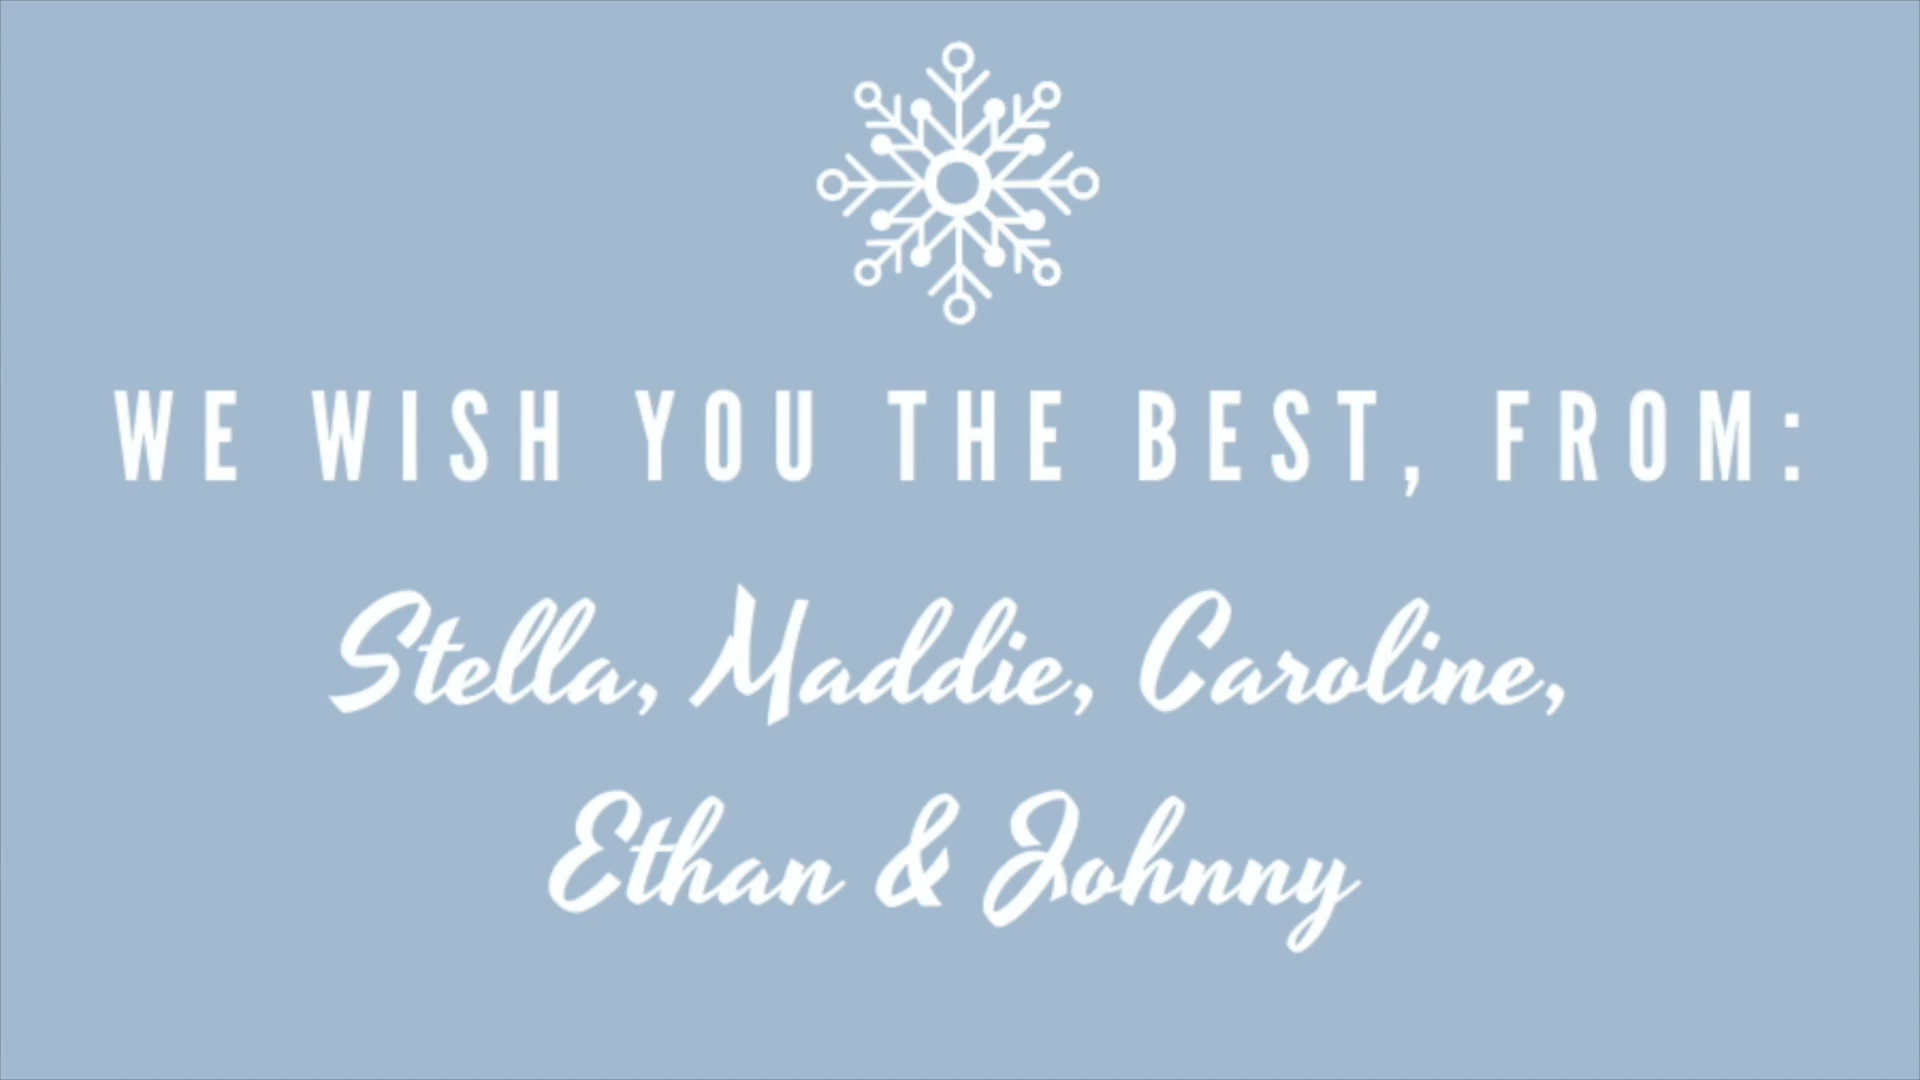 WE WISH YOU THE BEST, FROM:
Stella, Maddie, Caroline,
Ethan & Johnny